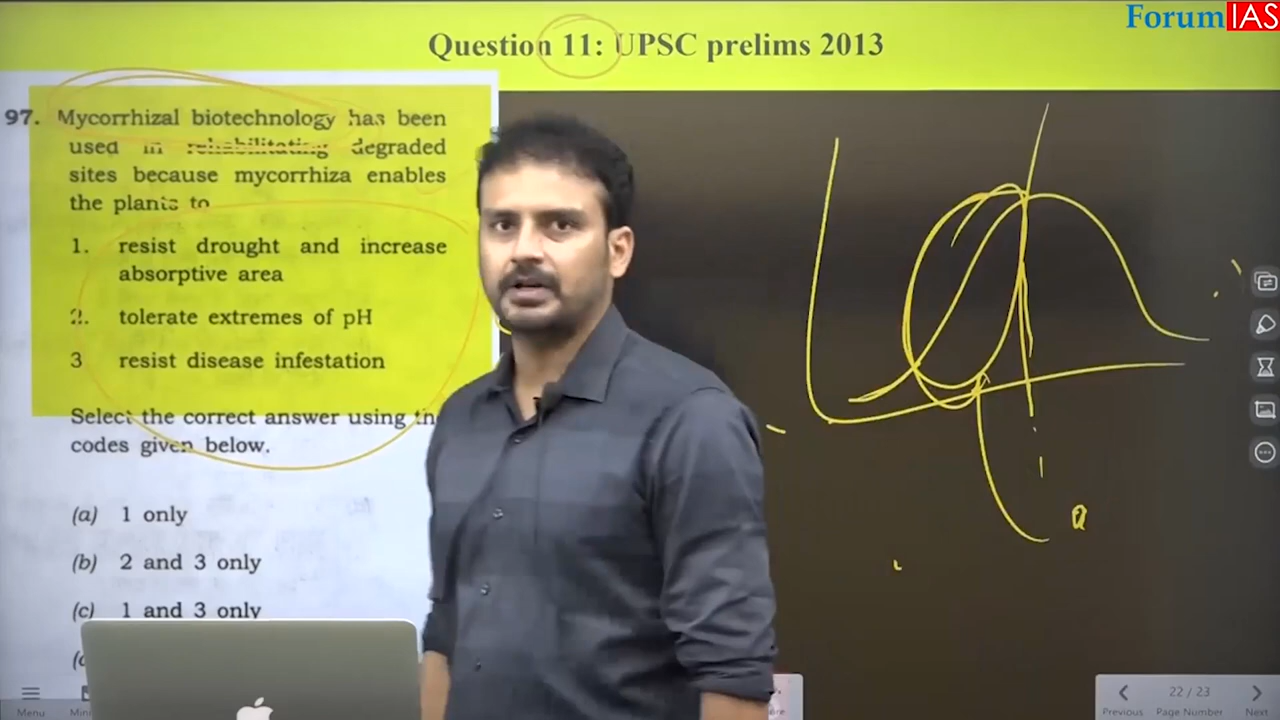 ForumIAS
Question 11: UPSC prelims 2013
97. Mycorrhizal biotechnology has been
used in rehabilitating degraded
sites because mycorrhiza enables
the plants to
1. resist drought and increase
absorptive area
2. tolerate extremes of pH
3 resist disease infestation
Select the correct answer using the
codes given below.
(a) 1 only
(b) 2 and 3 only
(c) 1 and 3 only
Menu
22 / 23
Previous Page Number Next